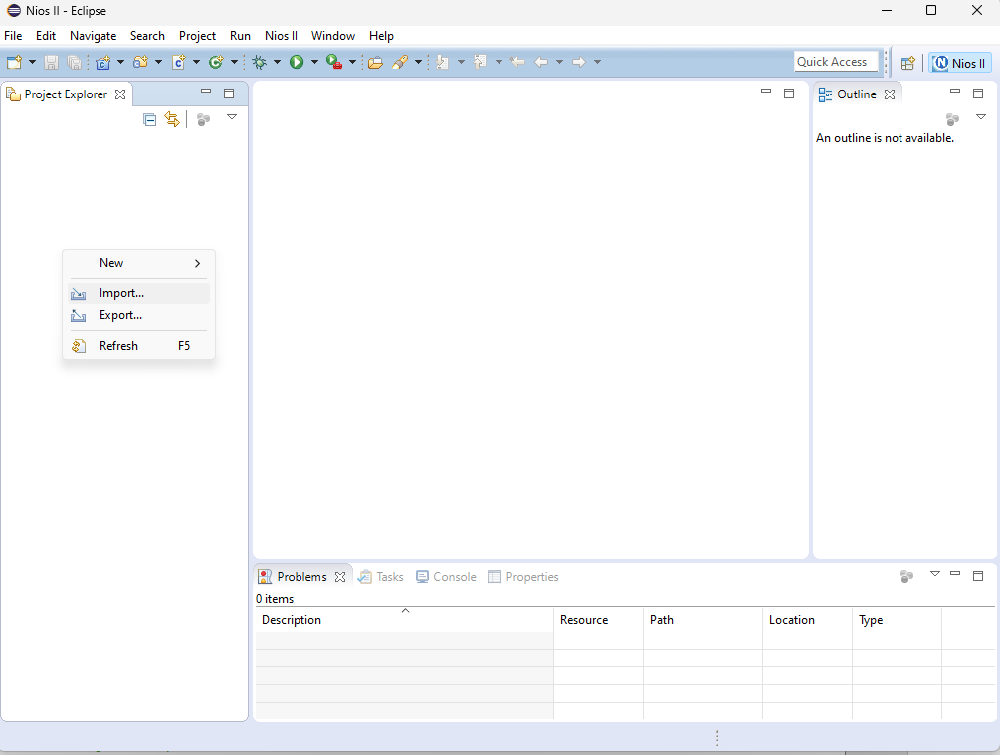 Nios II - Eclipse
File Edit Navigate Search Project Run Nios II Window Help
Quick Access
Nios II
Project Explorer
Outline
An outline is not available.
New
Import...
Export...
Refresh F5
Problems Tasks Console Properties
0 items
Description Resource Path Location Type